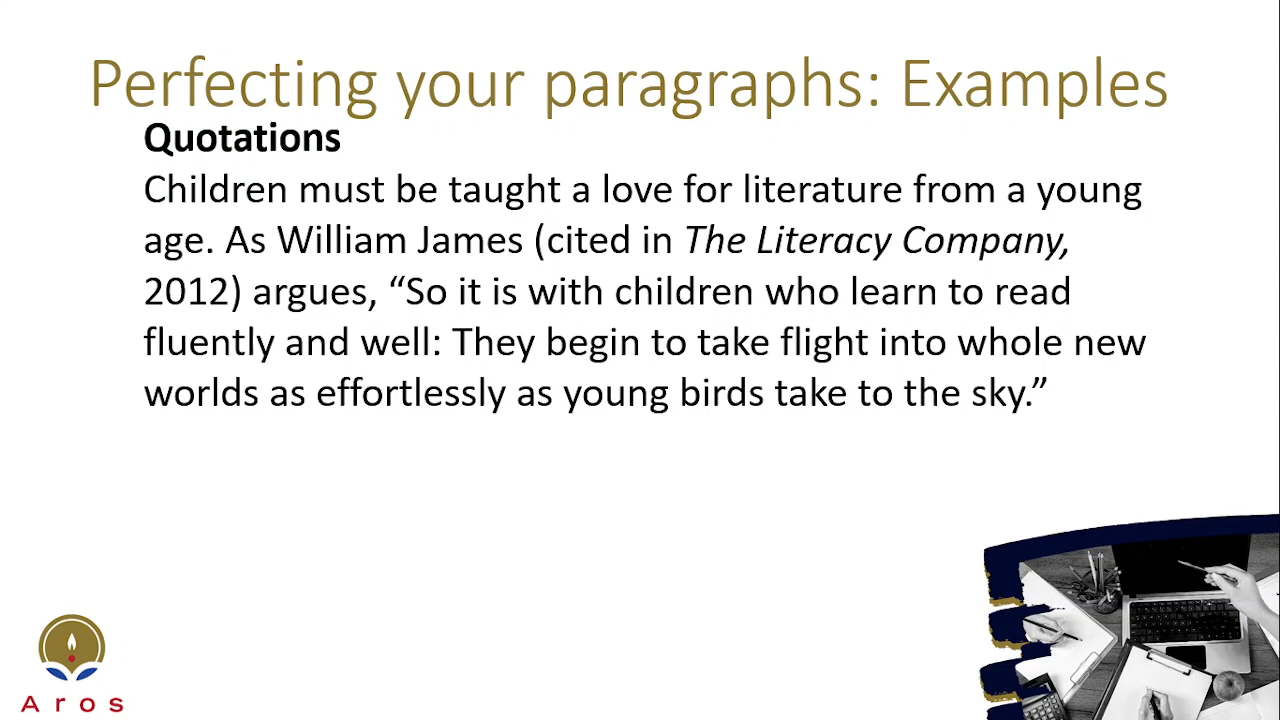 Perfecting your paragraphs: Examples
Quotations
Children must be taught a love for literature from a young
age. As William James (cited in The Literacy Company,
2012) argues, “So it is with children who learn to read
fluently and well: They begin to take flight into whole new
worlds as effortlessly as young birds take to the sky.”
Aros